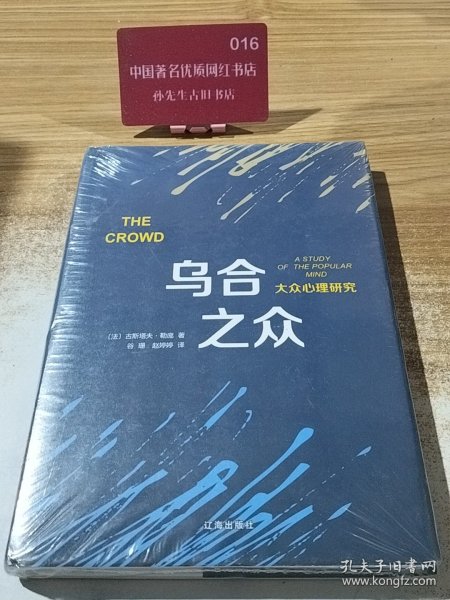 016
中国著名优质网红书店
孙先生古旧书店
THE
CROWD
A STUDY
OF THE POPULAR
MIND
乌合
大众心理研究
之众
〔法〕古斯塔夫·勒庞 著
谷珊 赵婷婷 译
辽海出版社
孔夫子旧书网
www.kongfz.com